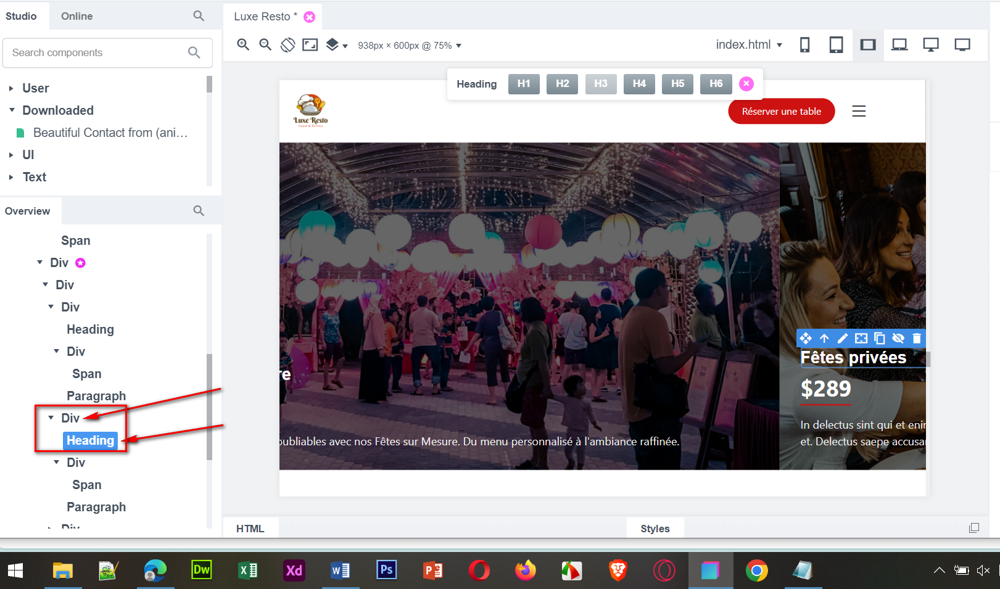 Studio
Online
Search components
User
Downloaded
Beautiful Contact from (ani…
UI
Text
Overview
Span
Div
Div
Div
Heading
Div
Span
Paragraph
Div
Heading
Div
Span
Paragraph
Div
Luxe Resto *
938px × 600px @ 75%
index.html
Heading H1 H2 H3 H4 H5 H6
Luxe Resto
Food & Drinks
Réserver une table
re
oubliables avec nos Fêtes sur Mesure. Du menu personnalisé à l'ambiance raffinée.
Fêtes privées
$289
In delectus sint qui et enir
et. Delectus saepe accusa
HTML
Styles
Dw
X
Xd
W
Ps
P